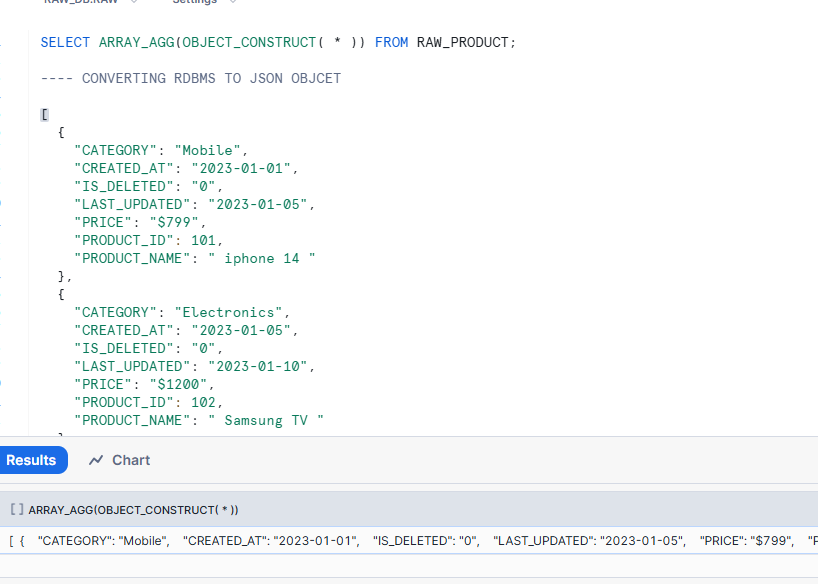 RAW_DB.RAW Settings
SELECT ARRAY_AGG(OBJECT_CONSTRUCT( * )) FROM RAW_PRODUCT;
---- CONVERTING RDBMS TO JSON OBJCET
[
{
"CATEGORY": "Mobile",
"CREATED_AT": "2023-01-01",
"IS_DELETED": "0",
"LAST_UPDATED": "2023-01-05",
"PRICE": "$799",
"PRODUCT_ID": 101,
"PRODUCT_NAME": " iphone 14 "
},
{
"CATEGORY": "Electronics",
"CREATED_AT": "2023-01-05",
"IS_DELETED": "0",
"LAST_UPDATED": "2023-01-10",
"PRICE": "$1200",
"PRODUCT_ID": 102,
"PRODUCT_NAME": " Samsung TV "
Results Chart
[ ] ARRAY_AGG(OBJECT_CONSTRUCT( * ))
[ { "CATEGORY": "Mobile", "CREATED_AT": "2023-01-01", "IS_DELETED": "0", "LAST_UPDATED": "2023-01-05", "PRICE": "$799",